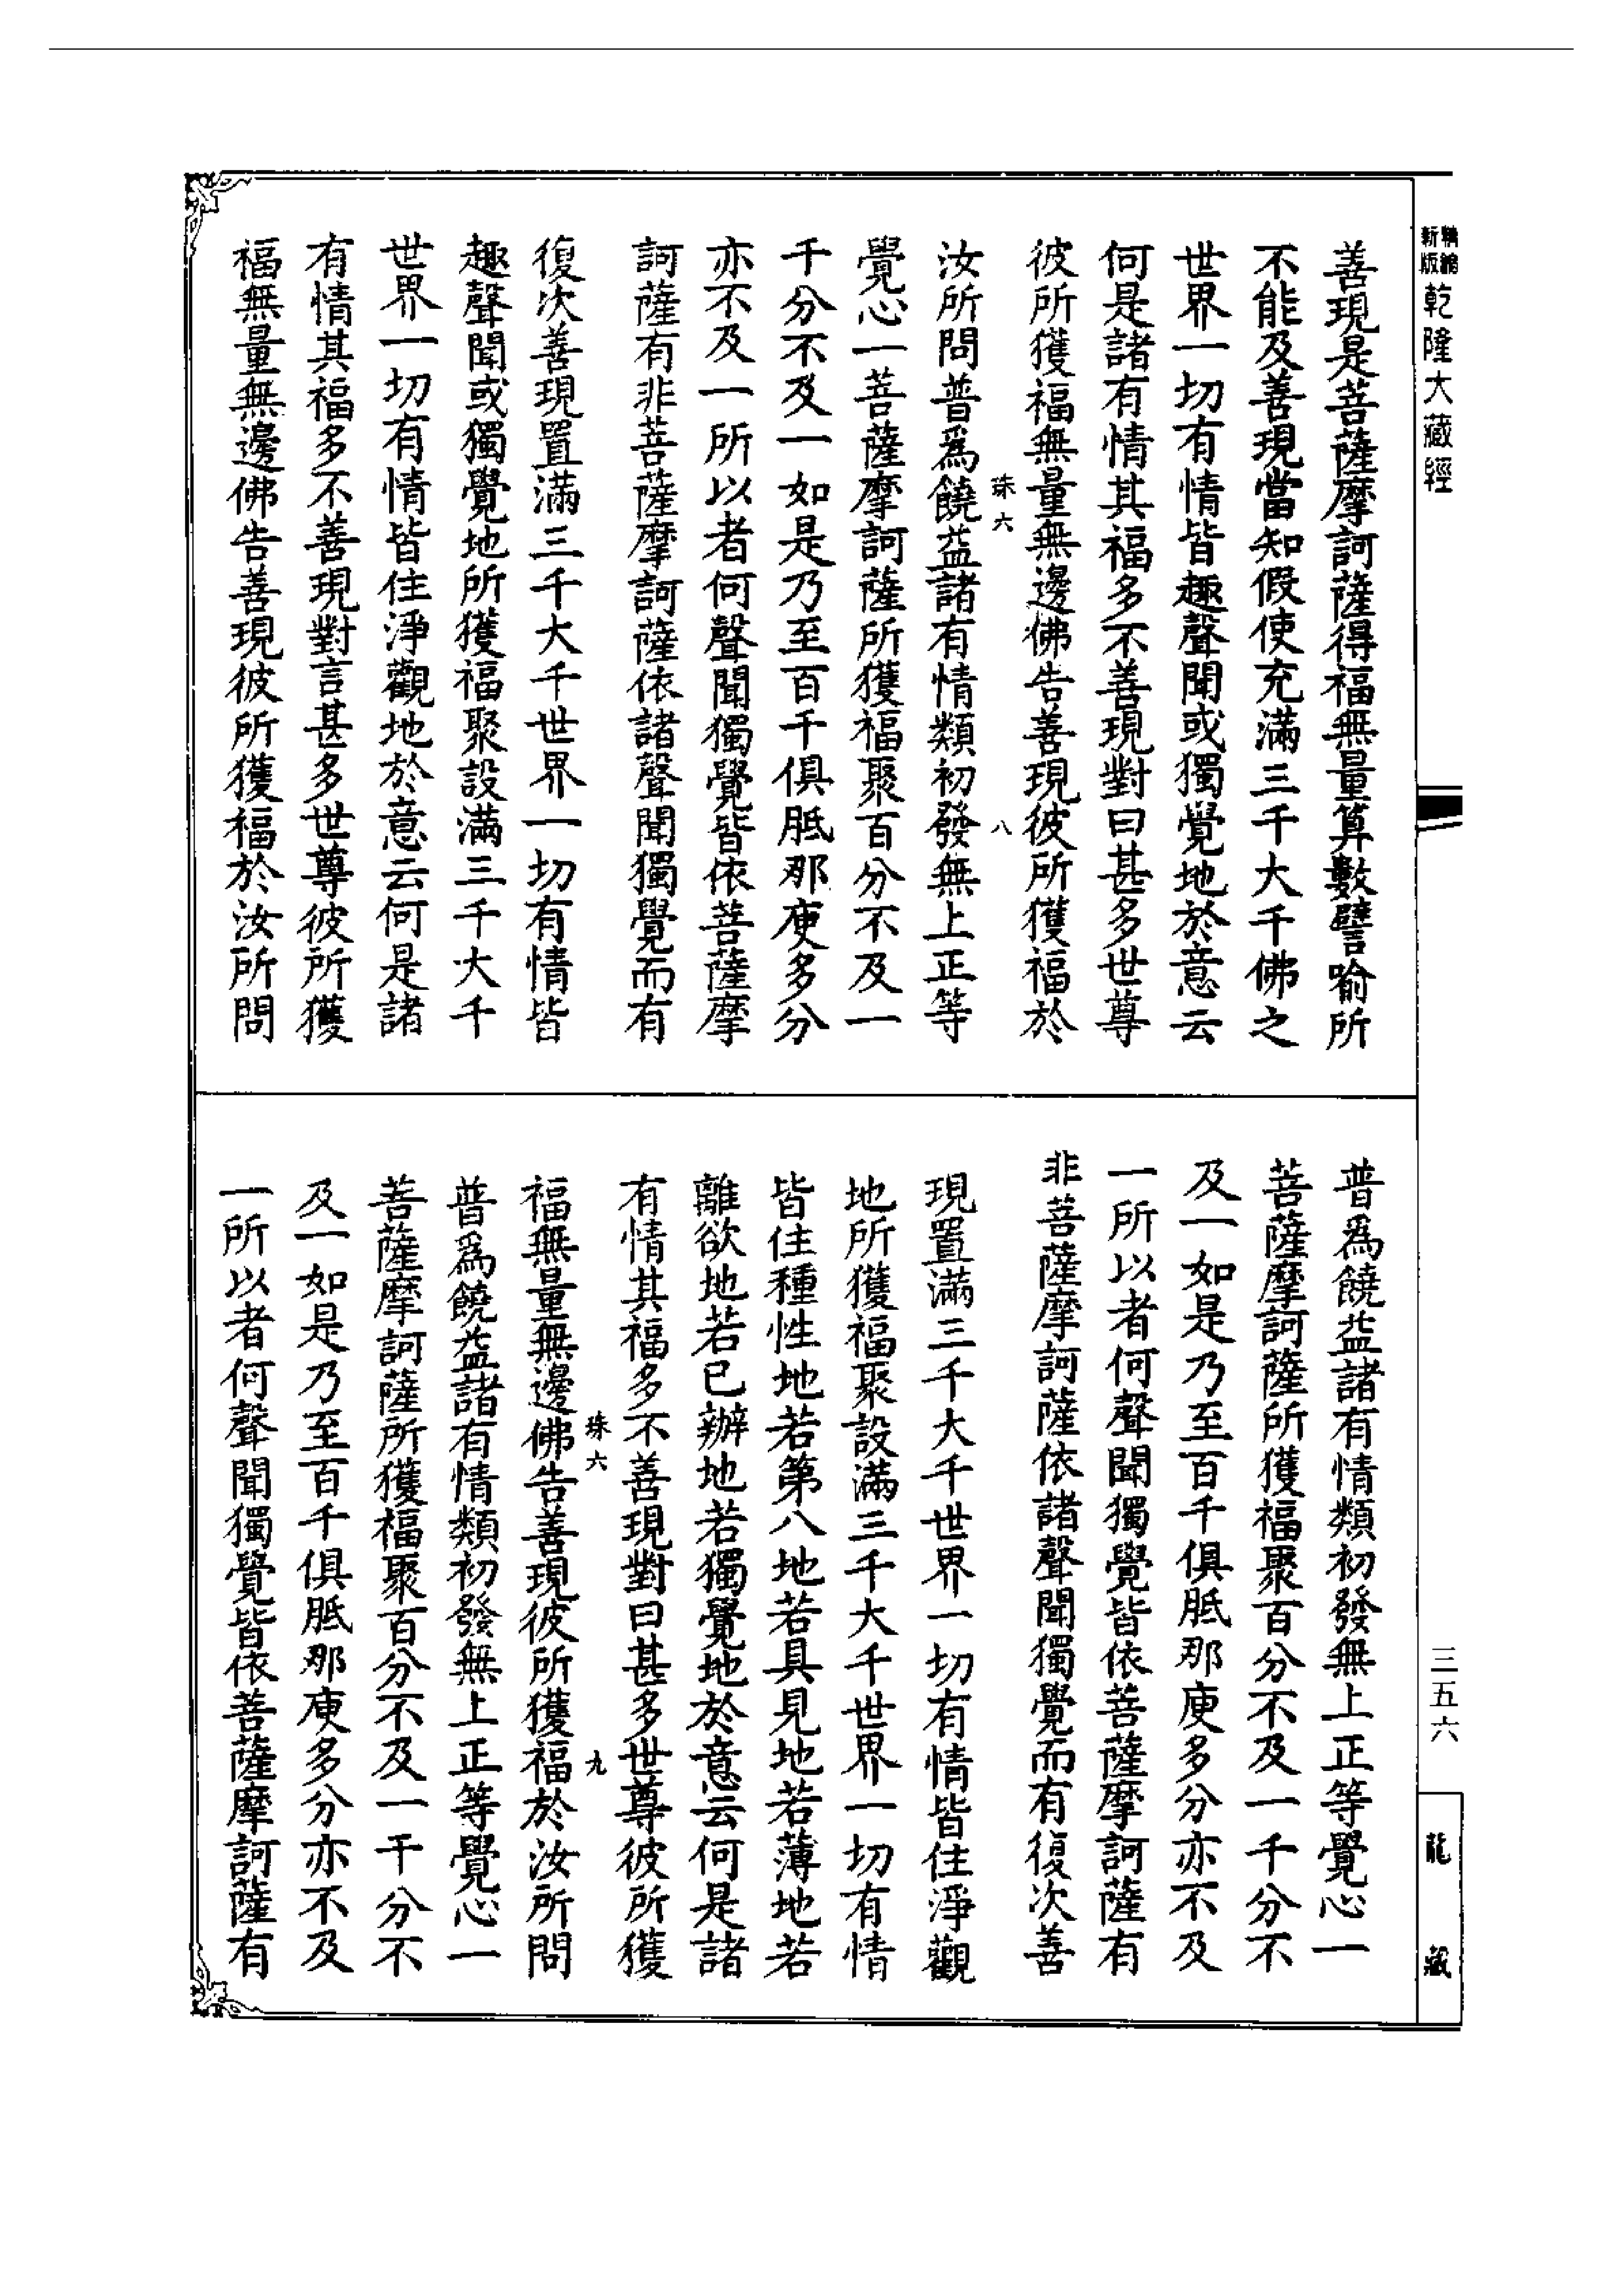 精縮新版乾隆大藏經
善現是菩薩摩訶薩得福無量算數譬喻所
不能及善現當知假使充滿三千大千佛之
世界一切有情皆趣聲聞或獨覺地於意云
何是諸有情其福多不善現對曰甚多世尊
彼所獲福無量無邊佛告善現彼所獲福於
珠六 八
汝所問普爲饒益諸有情類初發無上正等
覺心一菩薩摩訶薩所獲福聚百分不及一
千分不及一如是乃至百千俱胝那庾多分
亦不及一所以者何聲聞獨覺皆依菩薩摩
訶薩有非菩薩摩訶薩依諸聲聞獨覺而有
復次善現置滿三千大千世界一切有情皆
趣聲聞或獨覺地所獲福聚設滿三千大千
世界一切有情皆住淨觀地於意云何是諸
有情其福多不善現對言甚多世尊彼所獲
福無量無邊佛告善現彼所獲福於汝所問
普爲饒益諸有情類初發無上正等覺心一
菩薩摩訶薩所獲福聚百分不及一千分不
及一如是乃至百千俱胝那庾多分亦不及
一所以者何聲聞獨覺皆依菩薩摩訶薩有
非菩薩摩訶薩依諸聲聞獨覺而有復次善
現置滿三千大千世界一切有情皆住淨觀
地所獲福聚設滿三千大千世界一切有情
皆住種性地若第八地若具見地若薄地若
離欲地若已辦地若獨覺地於意云何是諸
有情其福多不善現對曰甚多世尊彼所獲
珠六 九
福無量無邊佛告善現彼所獲福於汝所問
普爲饒益諸有情類初發無上正等覺心一
菩薩摩訶薩所獲福聚百分不及一千分不
及一如是乃至百千俱胝那庾多分亦不及
一所以者何聲聞獨覺皆依菩薩摩訶薩有
三五六
龍藏